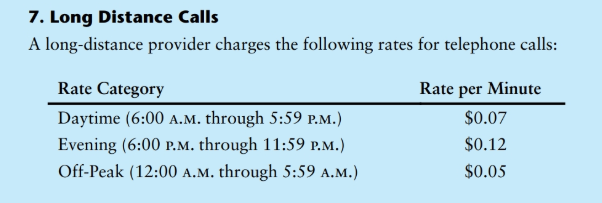 7. Long Distance Calls
A long-distance provider charges the following rates for telephone calls:
Rate Category Rate per Minute
Daytime (6:00 A.M. through 5:59 P.M.) $0.07
Evening (6:00 P.M. through 11:59 P.M.) $0.12
Off-Peak (12:00 A.M. through 5:59 A.M.) $0.05